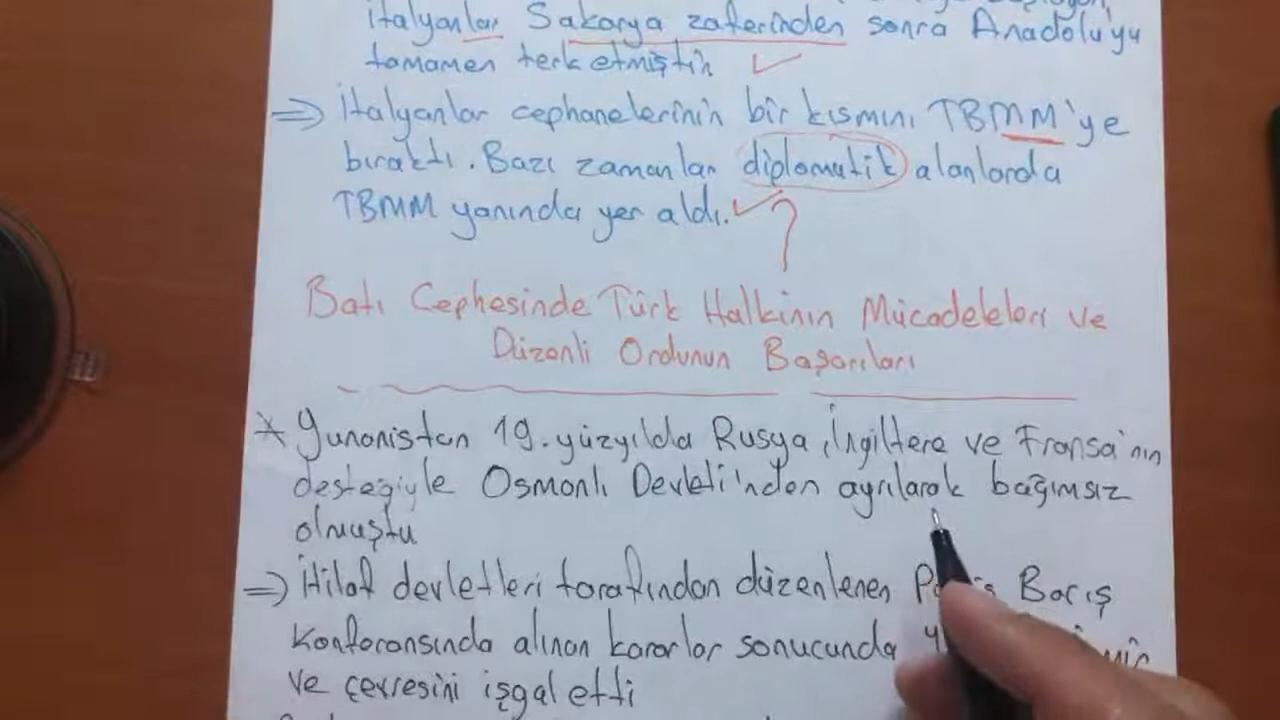 İtalyanlar Sakarya zaferinden sonra Anadolu'yu
tamamen terk etmiştir
⇒ İtalyanlar cephanelerinin bir kısmını TBMM'ye
bıraktı. Bazı zamanlar diplomatik alanlarda
TBMM yanında yer aldı.
Batı Cephesinde Türk Halkinin Mücadeleleri ve
Düzenli Ordunun Başarıları
* Yunanistan 19. yüzyılda Rusya, İngiltere ve Fransa'nın
desteğiyle Osmanlı Devleti'nden ayrılarak bağımsız
olmuştu
⇒ İtilaf devletleri tarafından düzenlenen Barış
Konferansında alınan kararlar sonucunda
ve çevresini işgal etti